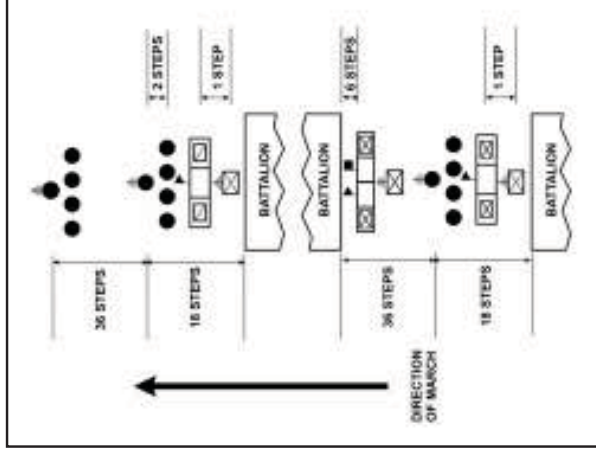 2 STEPS
1 STEP
36 STEPS
18 STEPS
BATTALION
6 STEPS
BATTALION
36 STEPS
1 STEP
18 STEPS
BATTALION
DIRECTION
OF MARCH